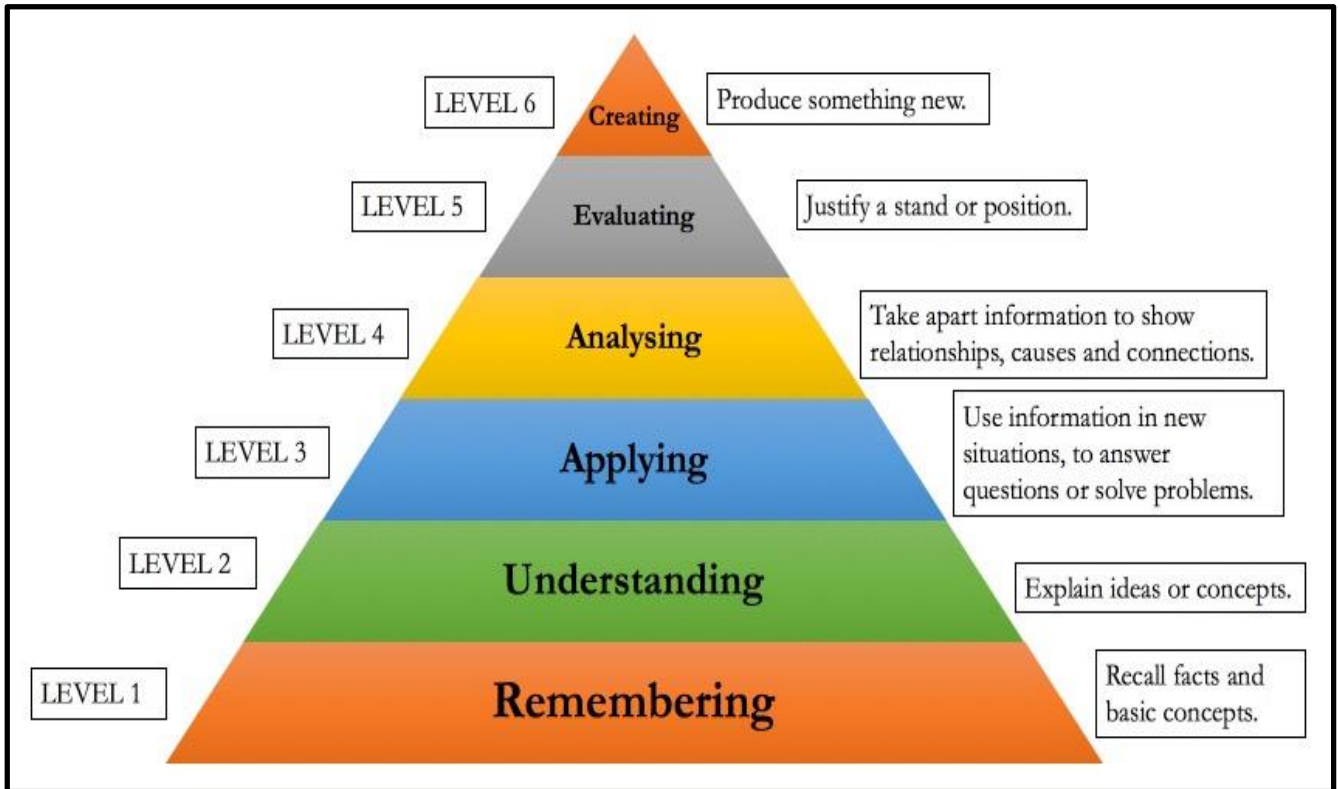 LEVEL 6
Creating
Produce something new.
LEVEL 5
Evaluating
Justify a stand or position.
LEVEL 4
Analysing
Take apart information to show
relationships, causes and connections.
LEVEL 3
Applying
Use information in new
situations, to answer
questions or solve problems.
LEVEL 2
Understanding
Explain ideas or concepts.
LEVEL 1
Remembering
Recall facts and
basic concepts.